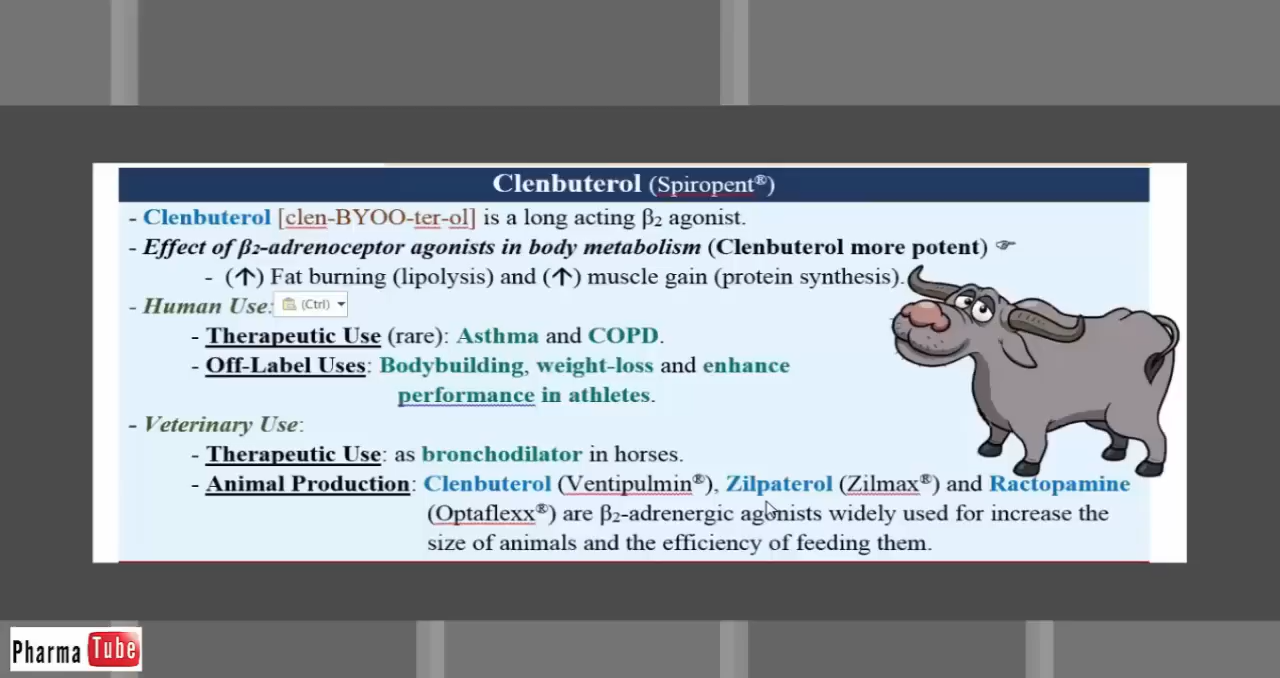 Clenbuterol (Spiropent®)
- Clenbuterol [clen-BYOO-ter-ol] is a long acting β₂ agonist.
- Effect of β₂-adrenoceptor agonists in body metabolism (Clenbuterol more potent) ☞
- (↑) Fat burning (lipolysis) and (↑) muscle gain (protein synthesis).
- Human Use: (Ctrl)
- Therapeutic Use (rare): Asthma and COPD.
- Off-Label Uses: Bodybuilding, weight-loss and enhance
performance in athletes.
- Veterinary Use:
- Therapeutic Use: as bronchodilator in horses.
- Animal Production: Clenbuterol (Ventipulmin®), Zilpaterol (Zilmax®) and Ractopamine
(Optaflexx®) are β₂-adrenergic agonists widely used for increase the
size of animals and the efficiency of feeding them.
Pharma Tube